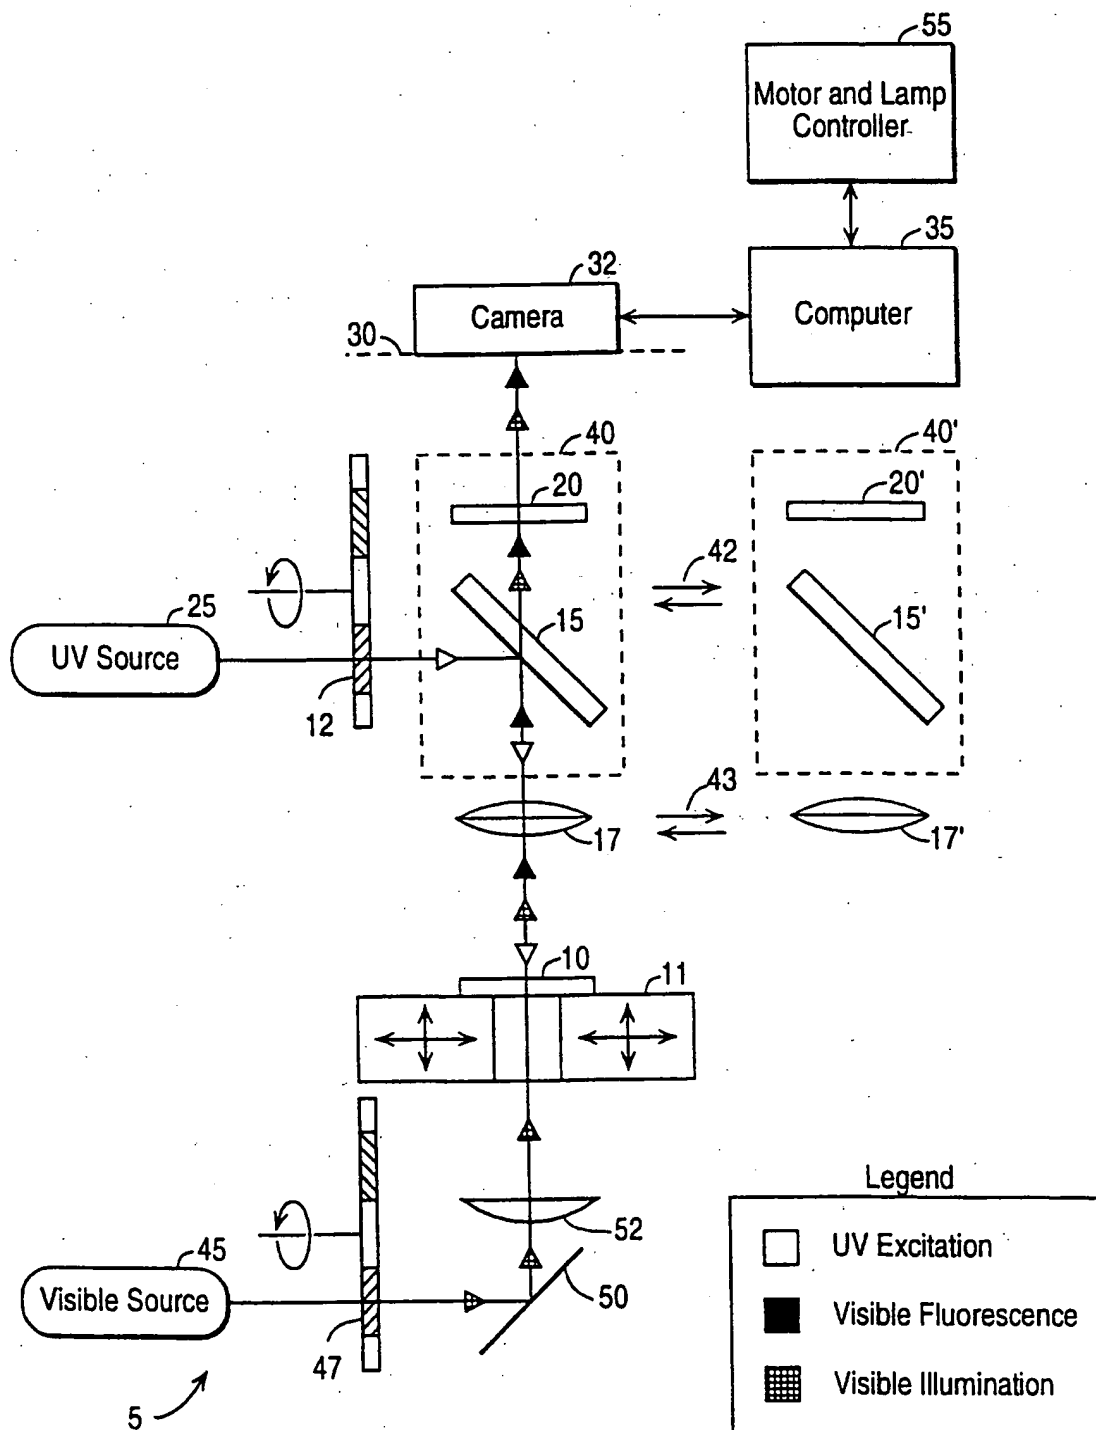 55
Motor and Lamp
Controller
35
Computer
32
Camera
30
40
40'
20
20'
42
25
UV Source
15
15'
12
43
17
17'
10
11
52
45
Visible Source
50
47
5
Legend
UV Excitation
Visible Fluorescence
Visible Illumination